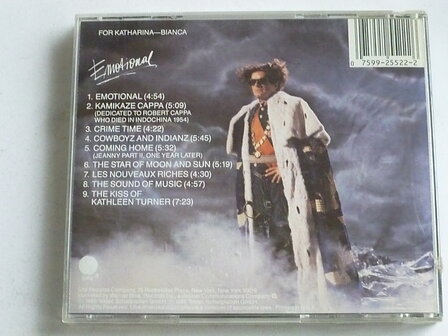 FOR KATHARINA—BIANCA
Emotional
1. EMOTIONAL (4:54)
2. KAMIKAZE CAPPA (5:09)
(DEDICATED TO ROBERT CAPPA
WHO DIED IN INDOCHINA 1954)
3. CRIME TIME (4:22)
4. COWBOYZ AND INDIANZ (5:45)
5. COMING HOME (5:32)
(JEANNY PART II, ONE YEAR LATER)
6. THE STAR OF MOON AND SUN (5:19)
7. LES NOUVEAUX RICHES (4:30)
8. THE SOUND OF MUSIC (4:57)
9. THE KISS OF
KATHLEEN TURNER (7:23)
0 7599-25522-2